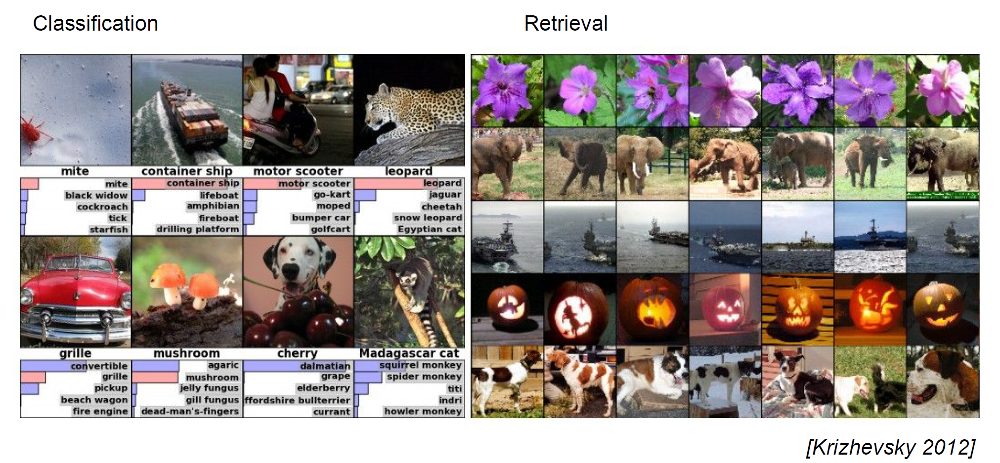 Classification
Retrieval
mite
container ship
motor scooter
leopard
mite
black widow
cockroach
tick
starfish
container ship
lifeboat
amphibian
fireboat
drilling platform
motor scooter
go-kart
moped
bumper car
golfcart
leopard
jaguar
cheetah
snow leopard
Egyptian cat
grille
mushroom
cherry
Madagascar cat
convertible
grille
pickup
beach wagon
fire engine
agaric
mushroom
jelly fungus
gill fungus
dead-man's-fingers
dalmatian
grape
elderberry
ffordshire bullterrier
currant
squirrel monkey
spider monkey
titi
indri
howler monkey
[Krizhevsky 2012]